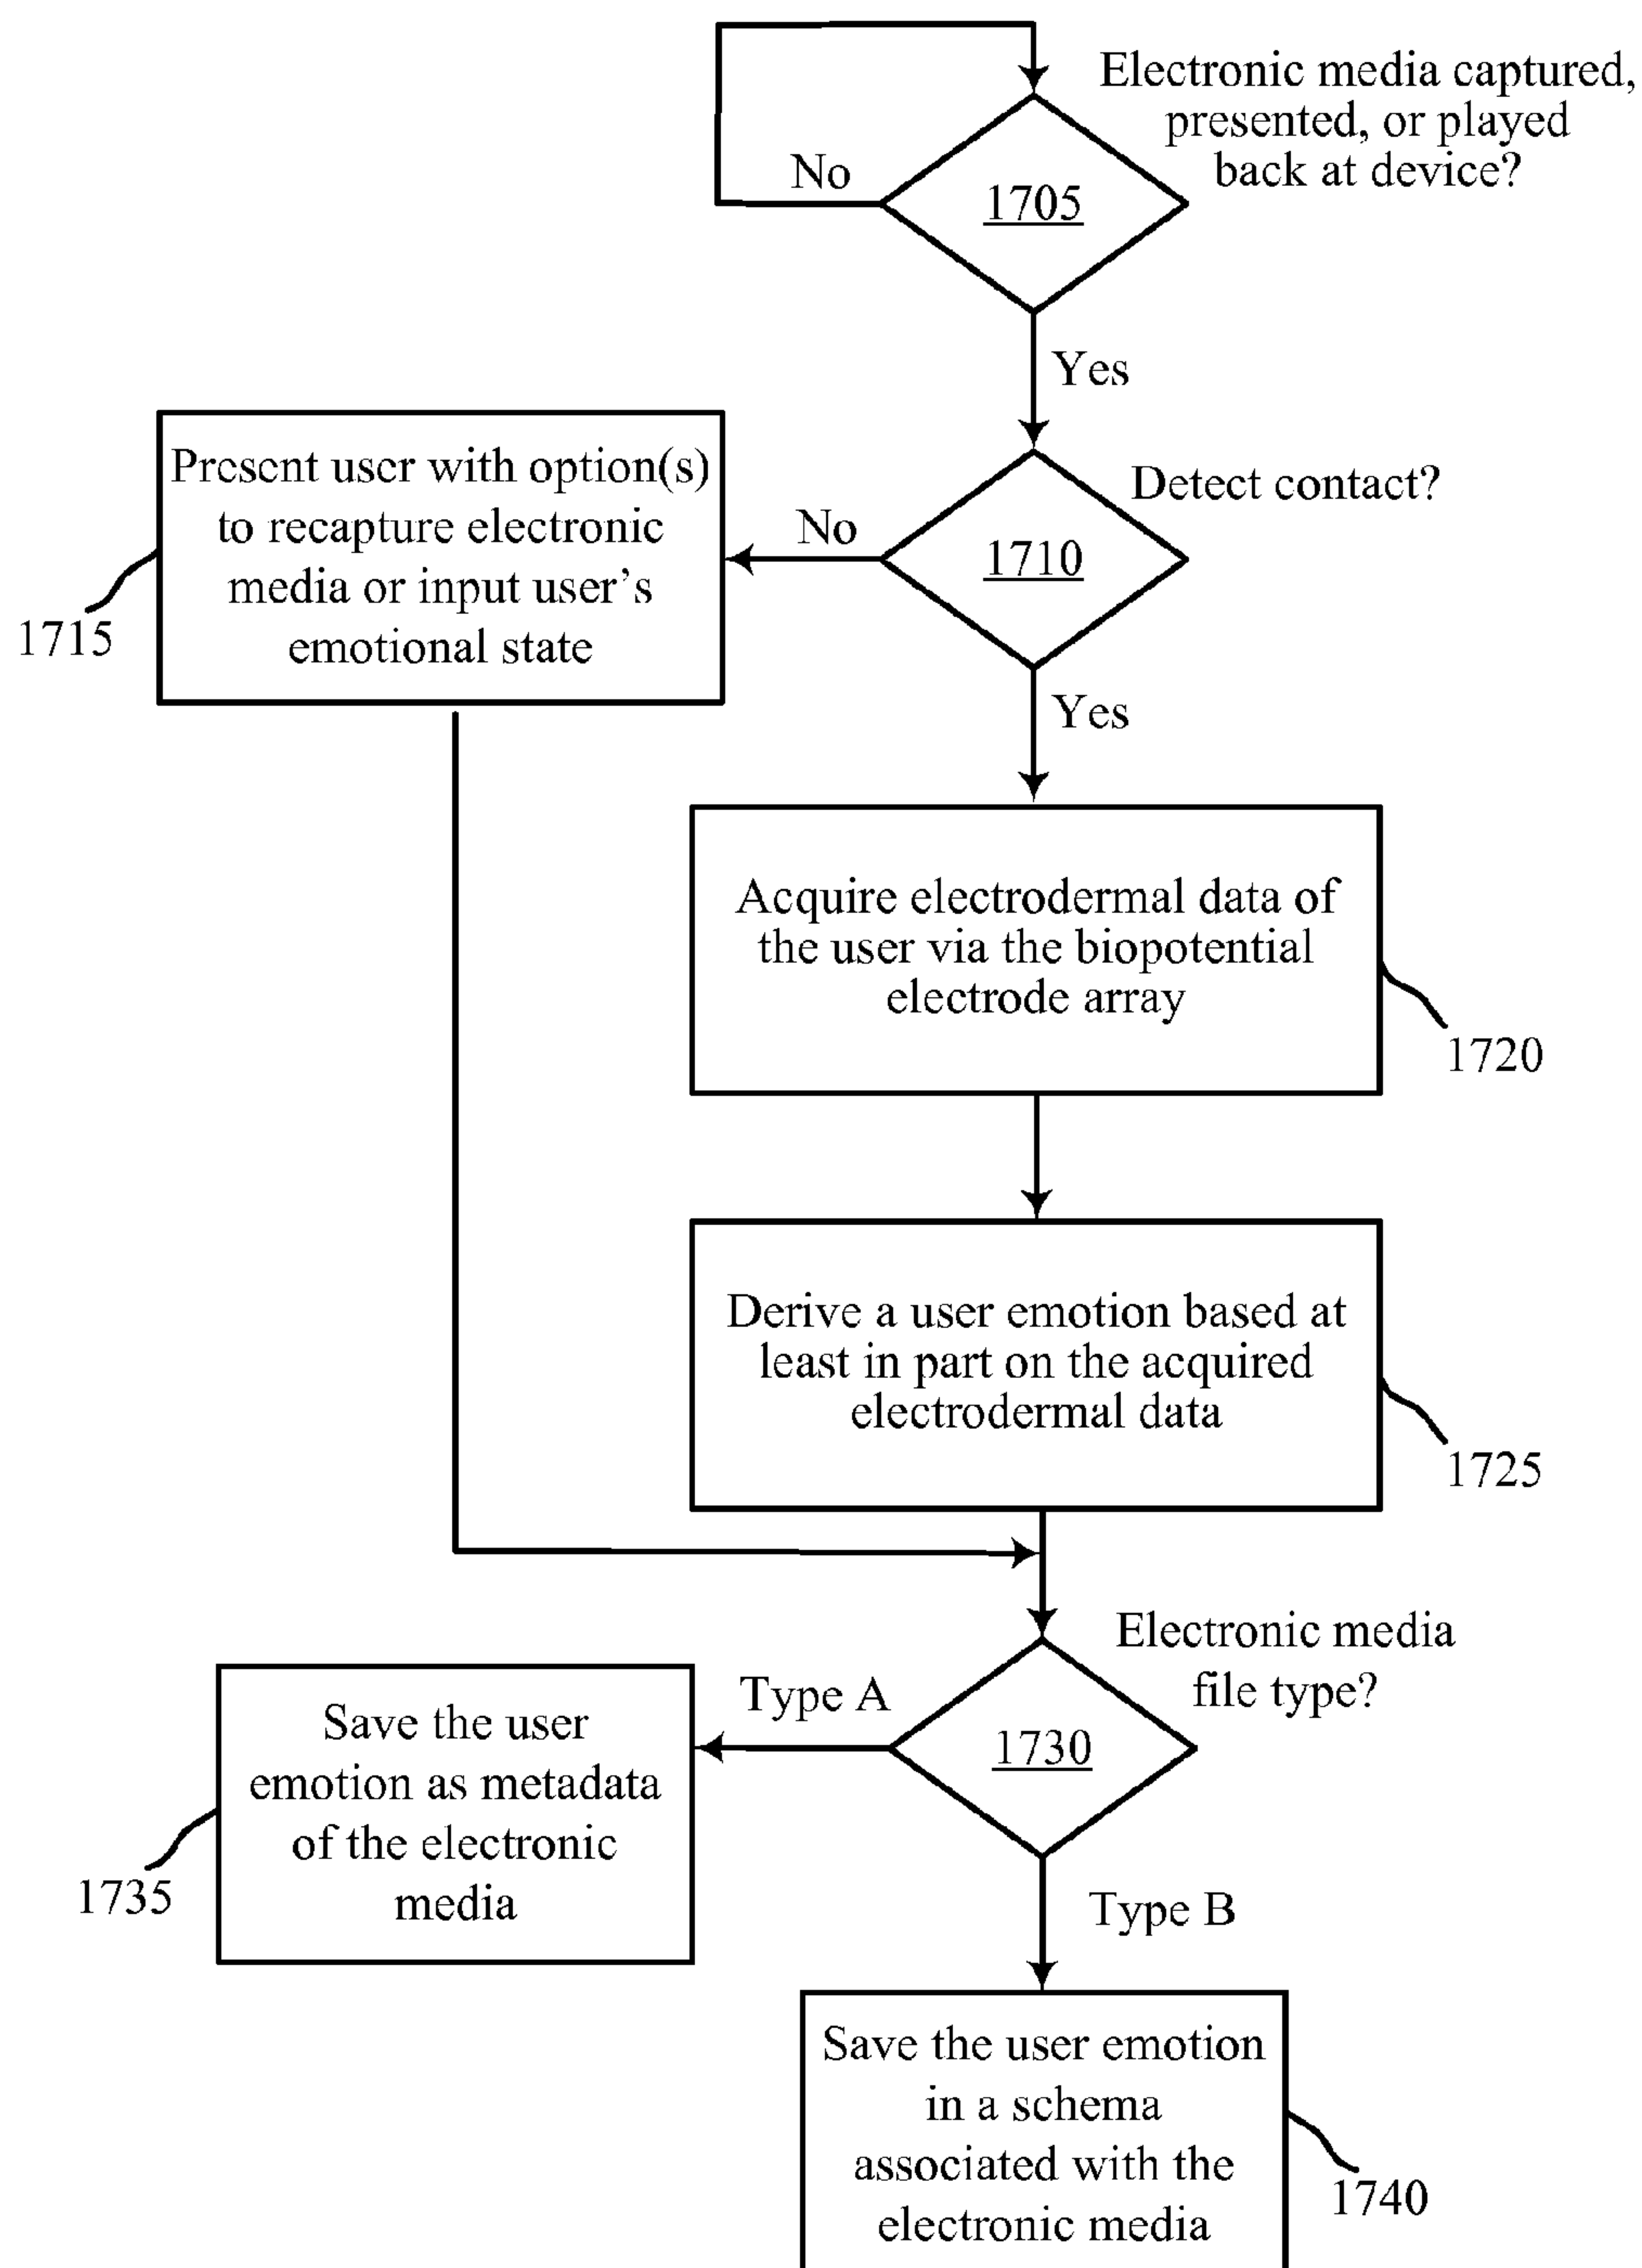 Electronic media captured,
presented, or played
back at device?
No
1705
Yes
Present user with option(s)
to recapture electronic
media or input user's
emotional state
1715
No
Detect contact?
1710
Yes
Acquire electrodermal data of
the user via the biopotential
electrode array
1720
Derive a user emotion based at
least in part on the acquired
electrodermal data
1725
Electronic media
file type?
Type A
1730
Save the user
emotion as metadata
of the electronic
media
1735
Type B
Save the user emotion
in a schema
associated with the
electronic media
1740